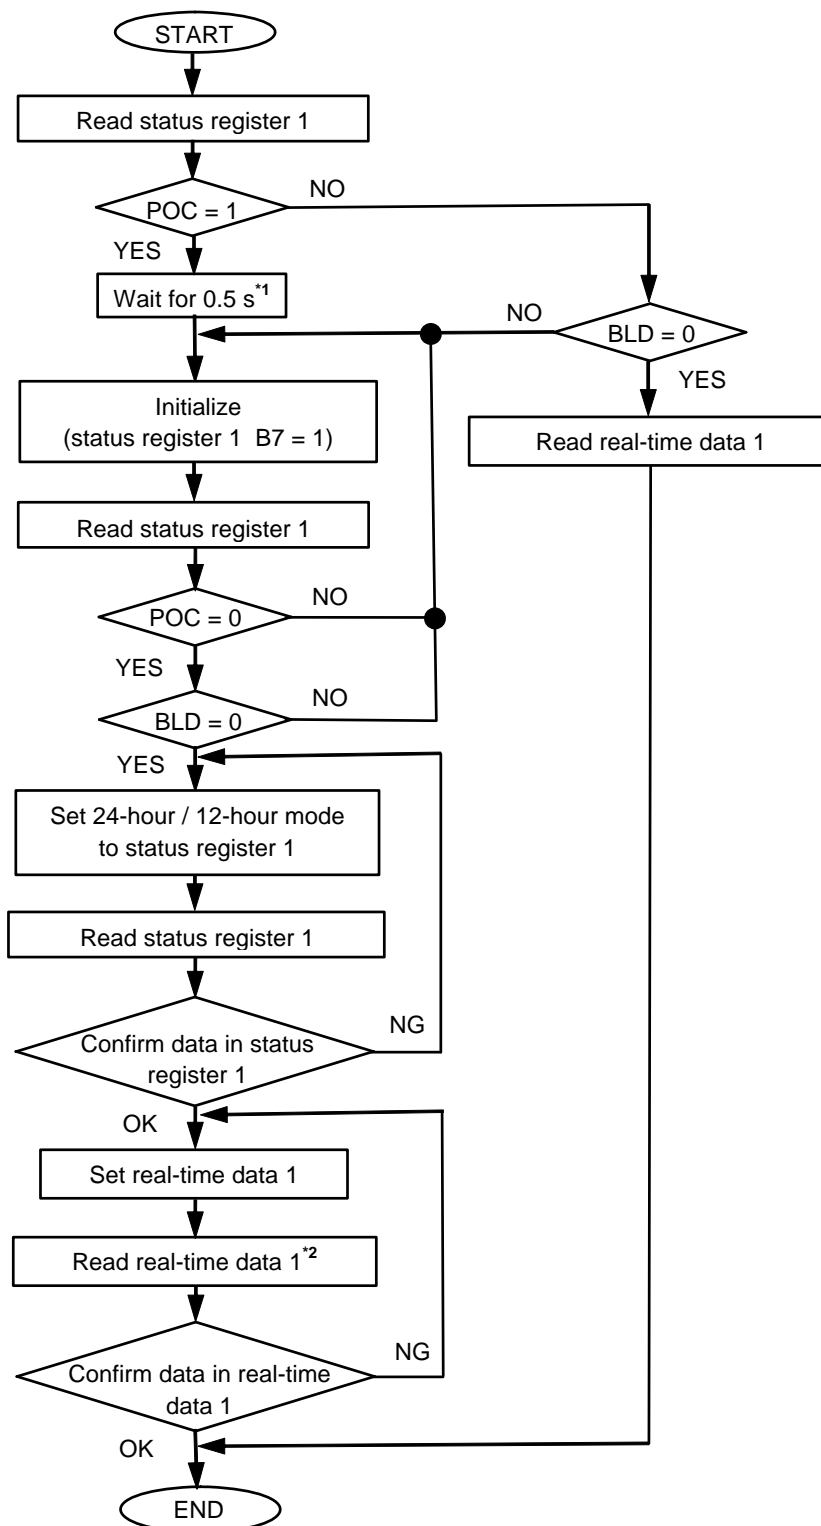 START
Read status register 1
NO
POC = 1
YES
Wait for 0.5 s*1
NO
BLD = 0
YES
Initialize
(status register 1  B7 = 1)
Read real-time data 1
Read status register 1
NO
POC = 0
YES
NO
BLD = 0
YES
Set 24-hour / 12-hour mode
to status register 1
Read status register 1
NG
Confirm data in status
register 1
OK
Set real-time data 1
Read real-time data 1*2
NG
Confirm data in real-time
data 1
OK
END